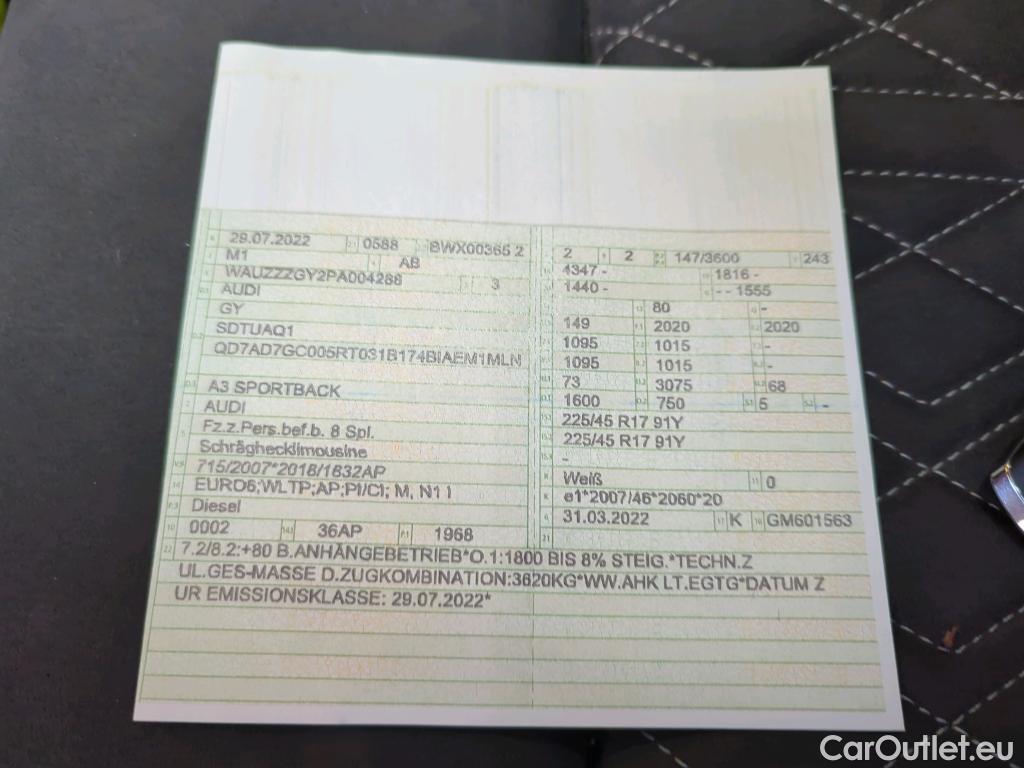 29.07.2022 2.1 0588 BWX00365 2
M1 AB
WAUZZZGY2PA004288 3
AUDI
GY
SDTUAQ1
QD7AD7GC005RT031B174BIAEM1MLN
A3 SPORTBACK
AUDI
Fz.z.Pers.bef.b. 8 Spl.
Schräghecklimousine
715/2007*2018/1832AP
EURO6;WLTP;AP;PI/CI; M, N1 I
Diesel
0002 36AP 1968
2 2 147/3600 243
4347 - 1816 -
1440 - - - 1555
80 -
149 2020 2020
1095 1015 -
1095 1015 -
73 3075 68
1600 750 5 -
225/45 R17 91Y
225/45 R17 91Y
-
Weiß 0
e1*2007/46*2060*20
31.03.2022 K GM601563
22 7.2/8.2:+80 B.ANHÄNGEBETRIEB*O.1:1800 BIS 8% STEIG.*TECHN.Z
UL.GES-MASSE D.ZUGKOMBINATION:3620KG*WW.AHK LT.EGTG*DATUM Z
UR EMISSIONSKLASSE: 29.07.2022*
CarOutlet.eu